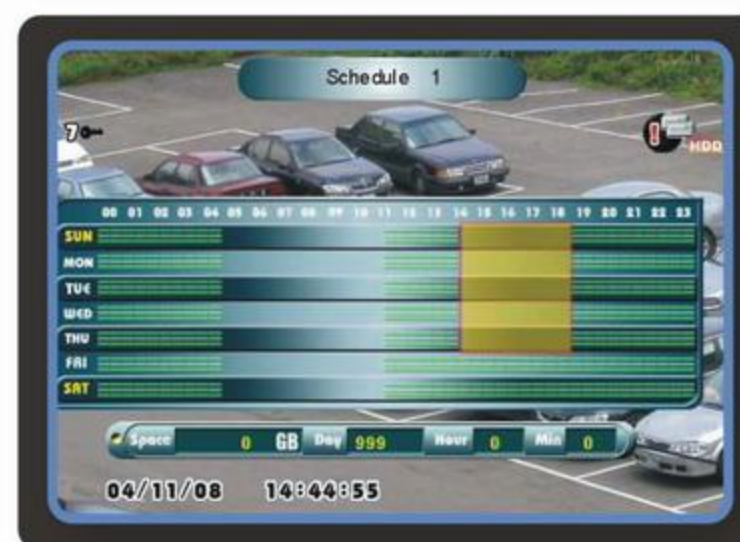 Schedule 1
7
HDD
00 01 02 03 04 05 06 07 08 09 10 11 12 13 14 15 16 17 18 19 20 21 22 23
SUN
MON
TUE
WED
THU
FRI
SAT
Space 0 GB Day 999 Hour 0 Min 0
04/11/08 14:44:55